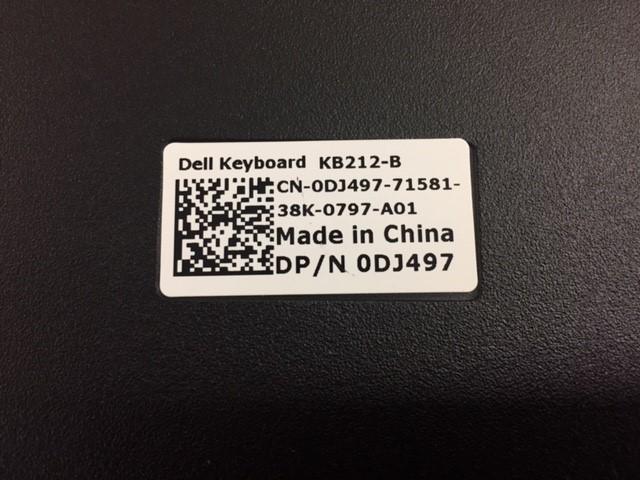 Dell Keyboard KB212-B
CN-0DJ497-71581-
38K-0797-A01
Made in China
DP/N 0DJ497